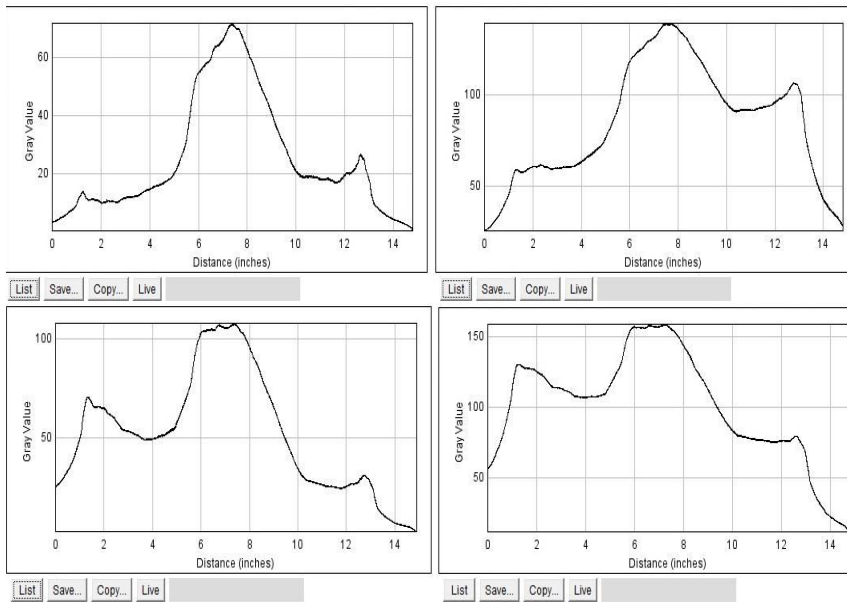 60
40
20
Gray Value
0 2 4 6 8 10 12 14
Distance (inches)
List Save... Copy... Live
100
50
Gray Value
0 2 4 6 8 10 12 14
Distance (inches)
List Save... Copy... Live
100
50
Gray Value
0 2 4 6 8 10 12 14
Distance (inches)
List Save... Copy... Live
150
100
50
Gray Value
0 2 4 6 8 10 12 14
Distance (inches)
List Save... Copy... Live